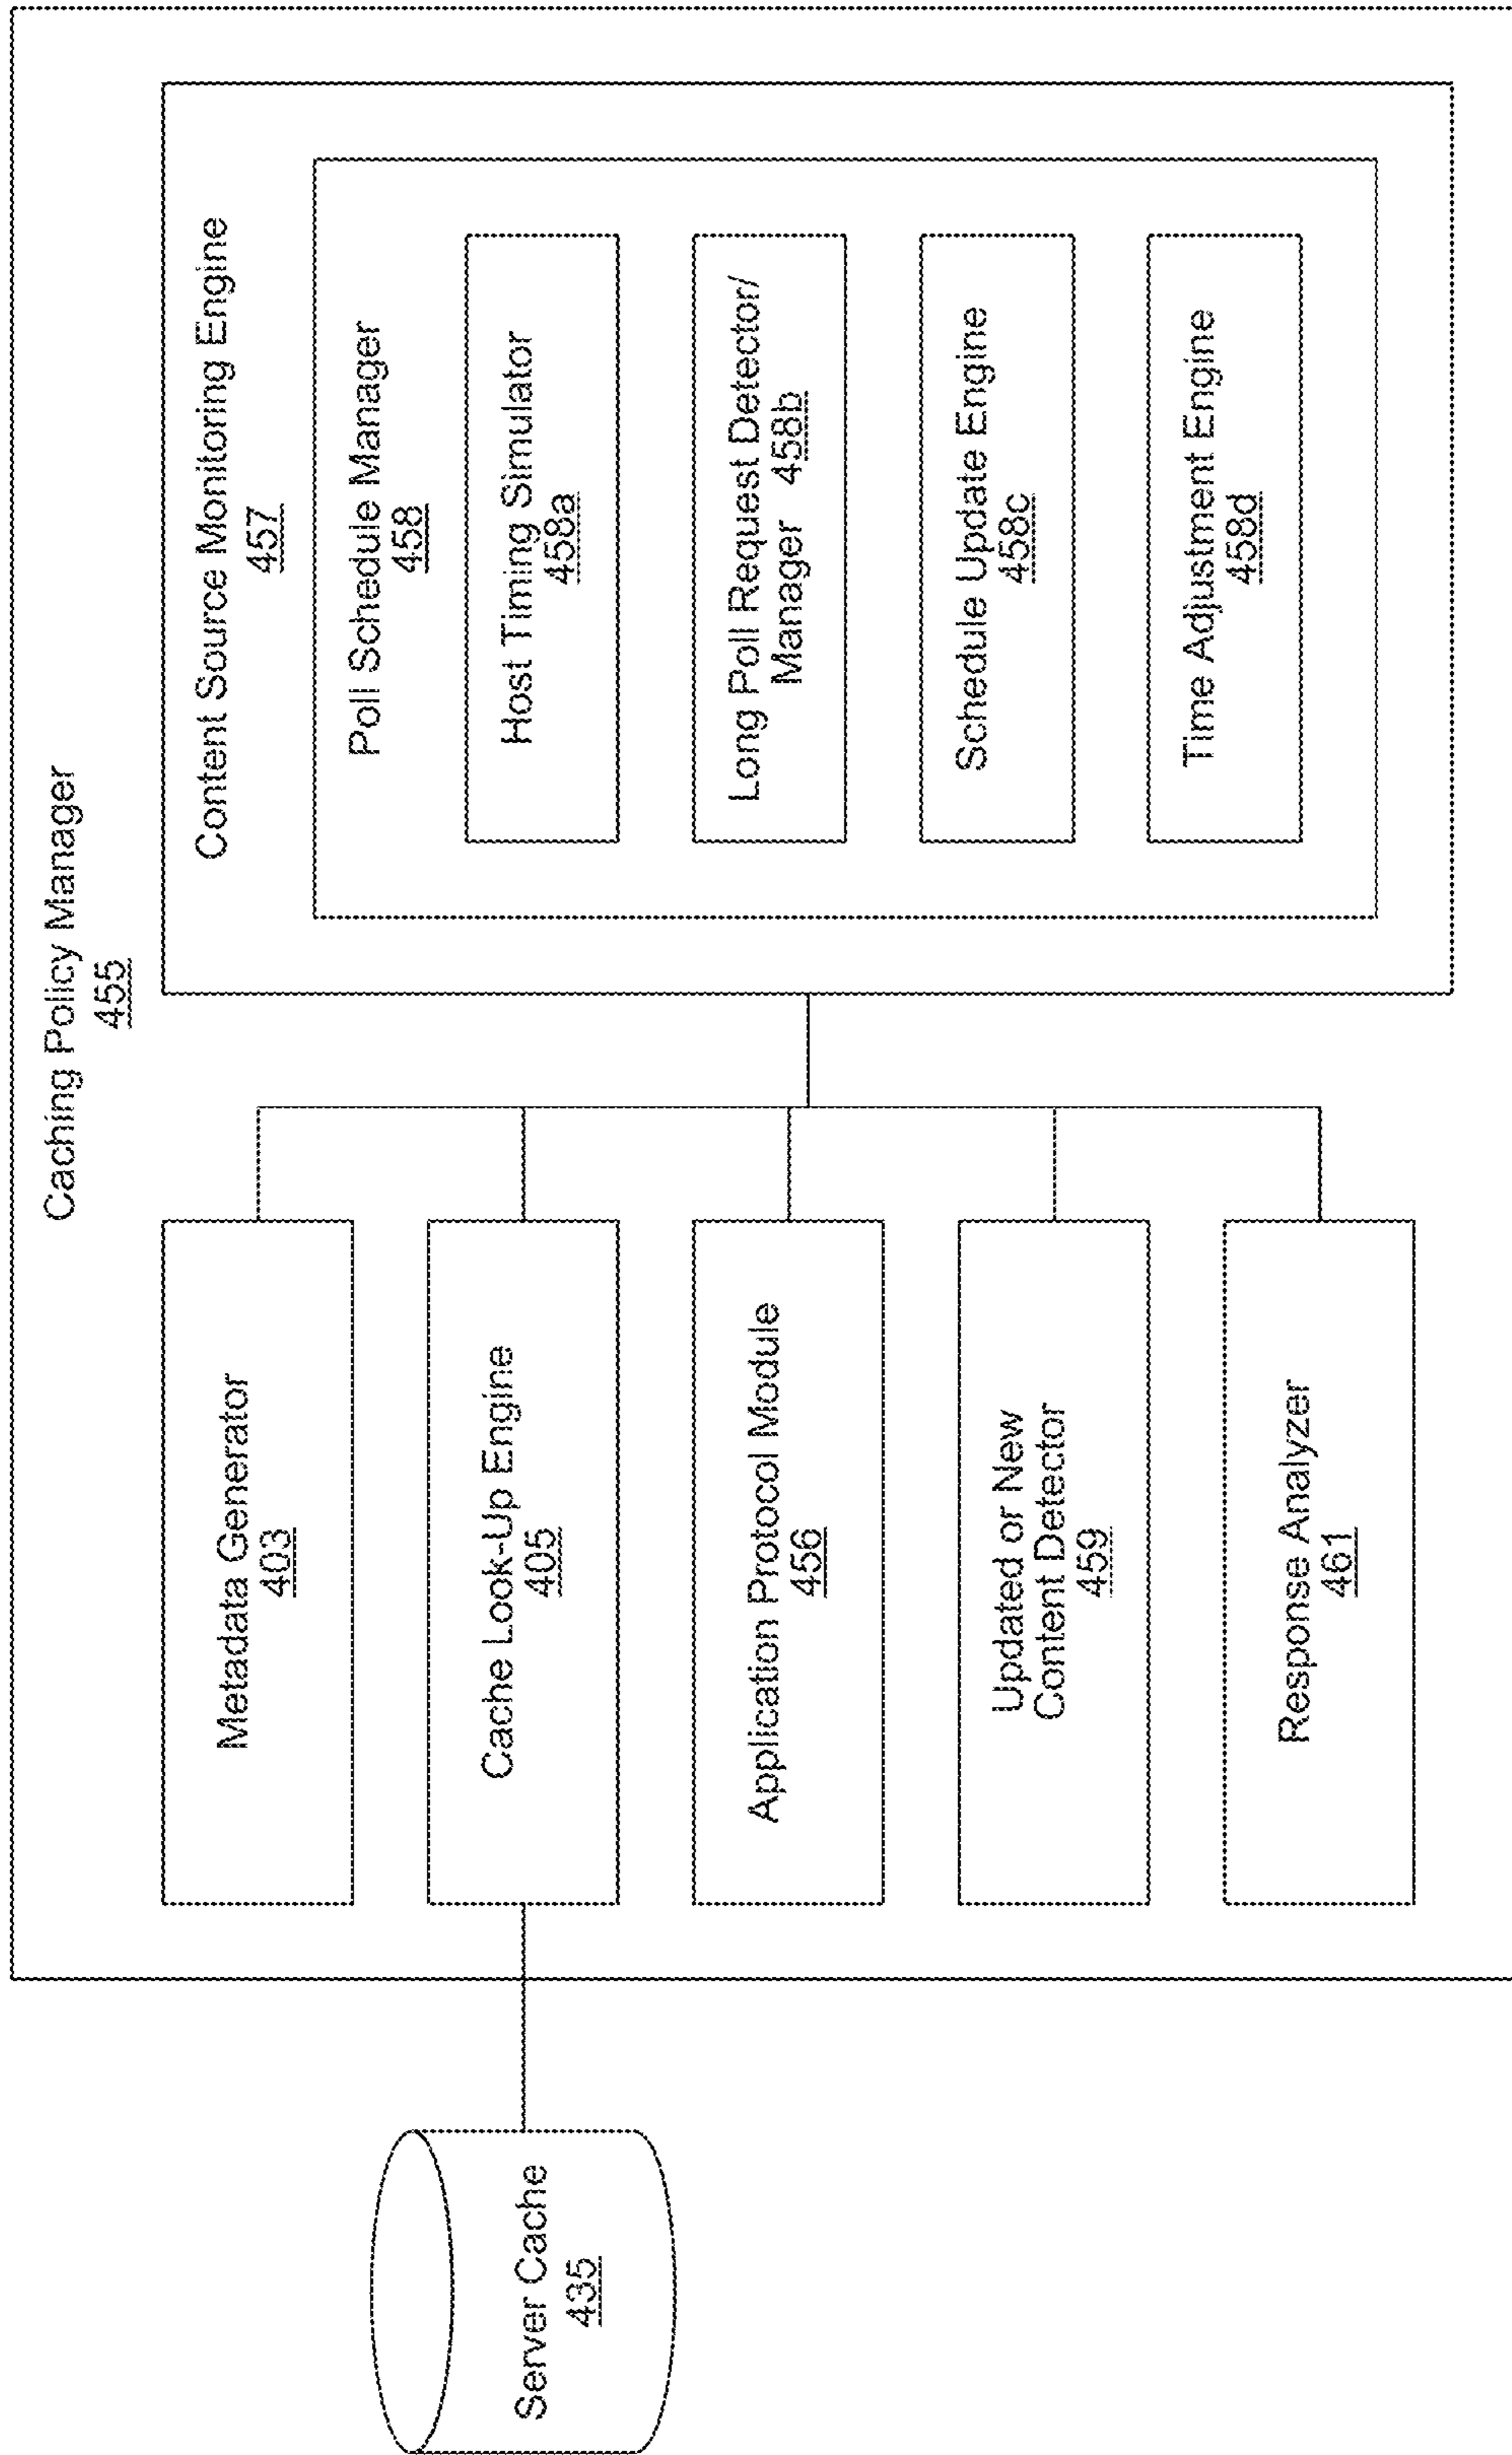 Caching Policy Manager
455
Server Cache
435
Metadata Generator
403
Cache Look-Up Engine
405
Application Protocol Module
456
Updated or New
Content Detector
459
Response Analyzer
461
Content Source Monitoring Engine
457
Poll Schedule Manager
458
Host Timing Simulator
458a
Long Poll Request Detector/
Manager 458b
Schedule Update Engine
458c
Time Adjustment Engine
458d